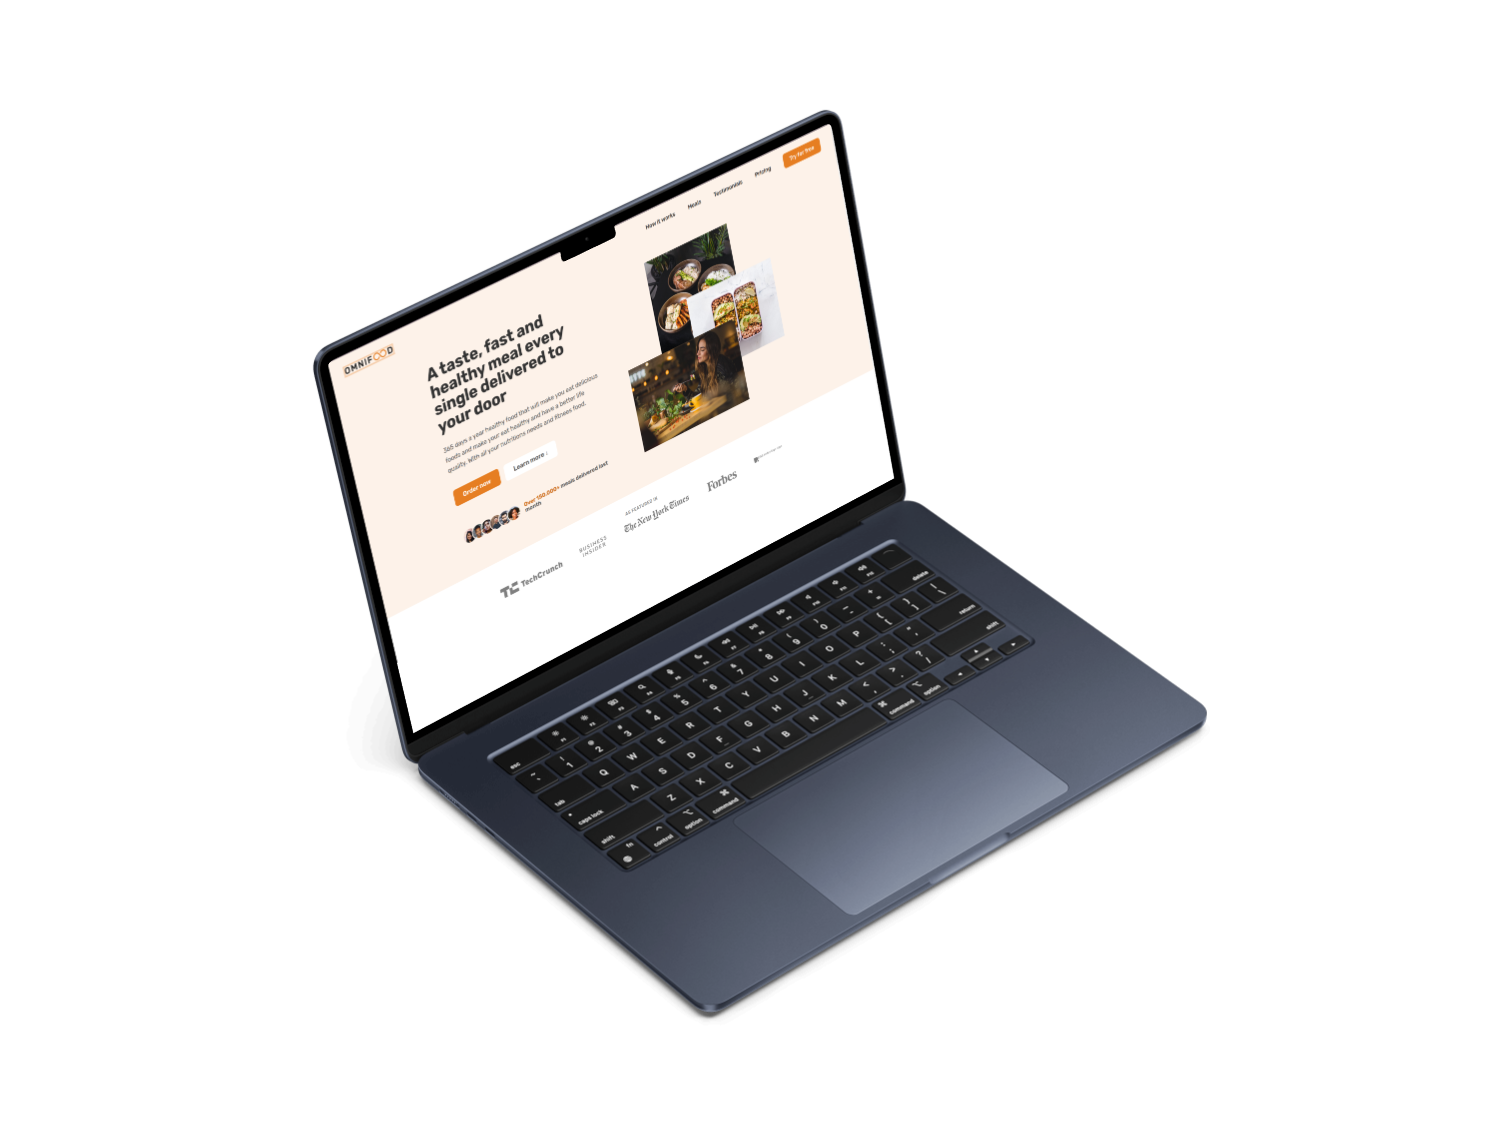 OMNIFOOD
How it works
Meals
Testimonials
Pricing
Try for free
A taste, fast and
healthy meal every
single delivered to
your door
365 days a year healthy food that will make you eat delicious
foods and make your eat healthy and have a better life
quality. With all your nutritions needs and fitness food.
Order now
Learn more ↓
Over 150,000+ meals delivered last
month
AS FEATURED IN
TechCrunch
BUSINESS
INSIDER
The New York Times
Forbes
esc
~ ` ! 1 @ 2 # 3 $ 4 % 5 ^ 6 & 7 * 8 ( 9 ) 0 _ - + = delete
tab Q W E R T Y U I O P { [ } ] | \
caps lock A S D F G H J K L : ; " ' return
shift Z X C V B N M < , > . ? / shift
fn control option command command option